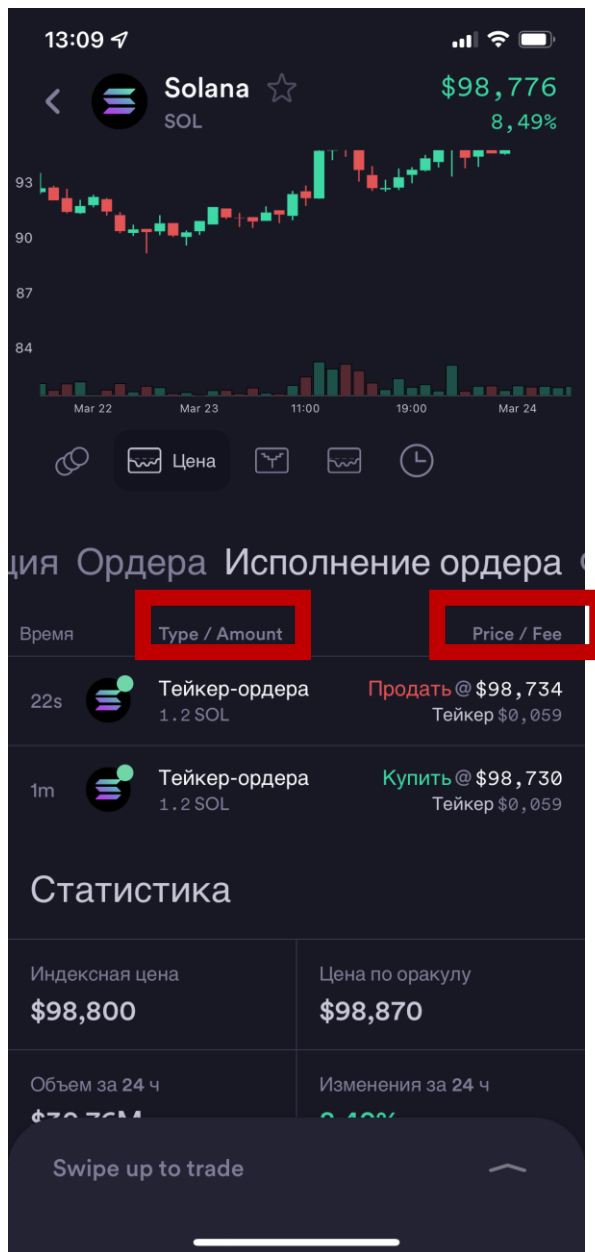 13:09
Solana
$98,776
SOL
8,49%
93
90
87
84
Mar 22 Mar 23 11:00 19:00 Mar 24
Цена
ция Ордера Исполнение ордера
Время Type / Amount Price / Fee
22s Тейкер-ордера Продать @ $98,734
1.2 SOL Тейкер $0,059
1m Тейкер-ордера Купить @ $98,730
1.2 SOL Тейкер $0,059
Статистика
Индексная цена Цена по оракулу
$98,800 $98,870
Объем за 24 ч Изменения за 24 ч
Swipe up to trade